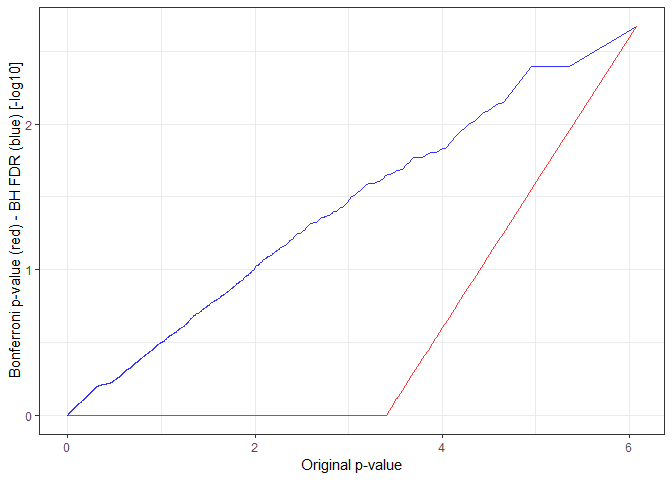 Bonferroni p-value (red) - BH FDR (blue) [-log10]
2
1
0
0 2 4 6
Original p-value